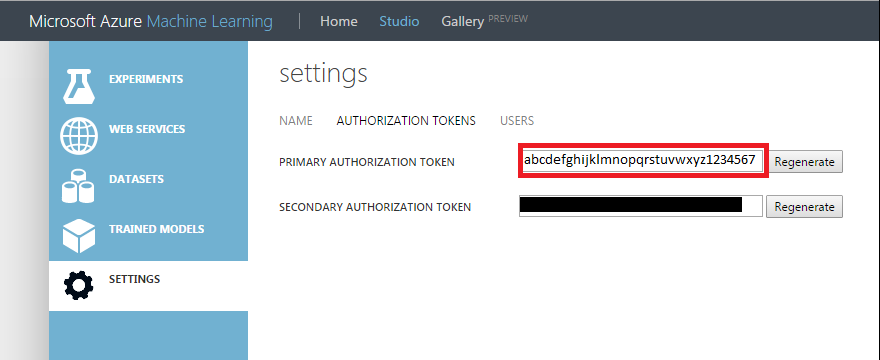 Microsoft Azure Machine Learning | Home Studio Gallery PREVIEW
EXPERIMENTS
WEB SERVICES
DATASETS
TRAINED MODELS
SETTINGS
settings
NAME AUTHORIZATION TOKENS USERS
PRIMARY AUTHORIZATION TOKEN abcdefghijklmnopqrstuvwxyz1234567 Regenerate
SECONDARY AUTHORIZATION TOKEN Regenerate